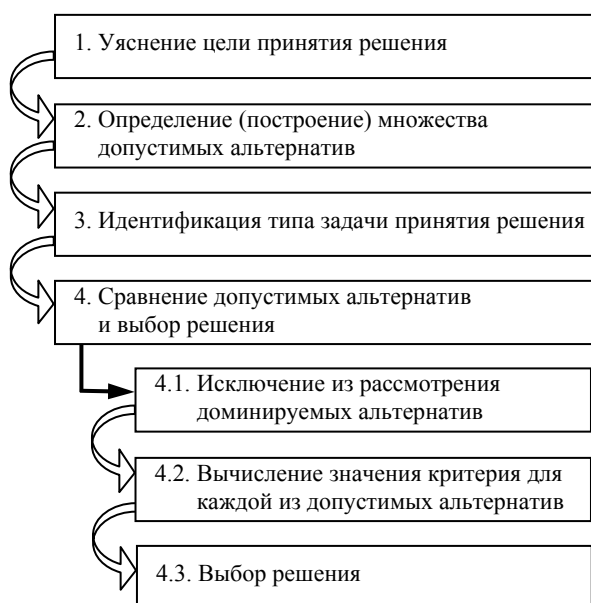 1. Уяснение цели принятия решения
2. Определение (построение) множества
допустимых альтернатив
3. Идентификация типа задачи принятия решения
4. Сравнение допустимых альтернатив
и выбор решения
4.1. Исключение из рассмотрения
доминируемых альтернатив
4.2. Вычисление значения критерия для
каждой из допустимых альтернатив
4.3. Выбор решения